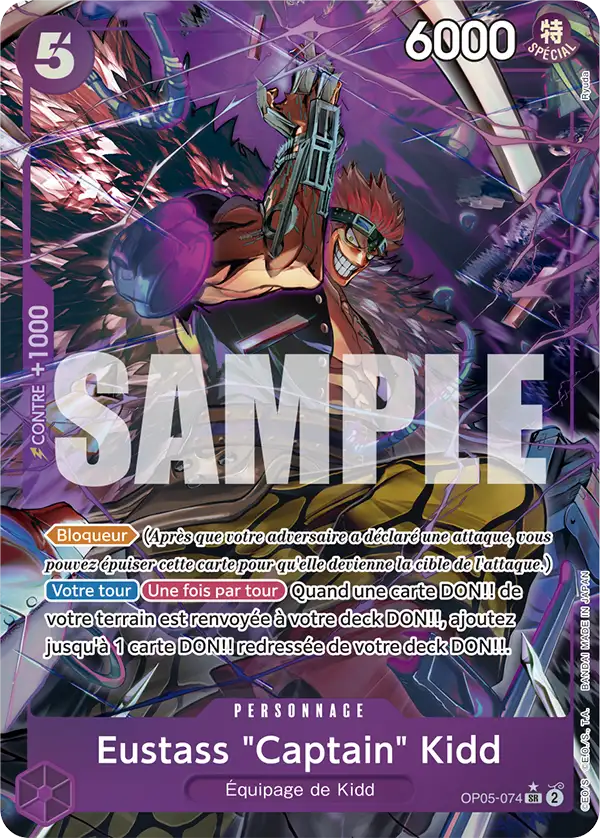 5
6000
特
SPÉCIAL
Ryuda
CONTRE +1000
SAMPLE
Bloqueur (Après que votre adversaire a déclaré une attaque, vous
pouvez épuiser cette carte pour qu'elle devienne la cible de l'attaque.)
Votre tour Une fois par tour Quand une carte DON!! de
votre terrain est renvoyée à votre deck DON!!, ajoutez
jusqu'à 1 carte DON!! redressée de votre deck DON!!.
BANDAI MADE IN JAPAN
©E.O./S. ©E.O./S., T.A.
PERSONNAGE
Eustass "Captain" Kidd
Équipage de Kidd
OP05-074 SR 2